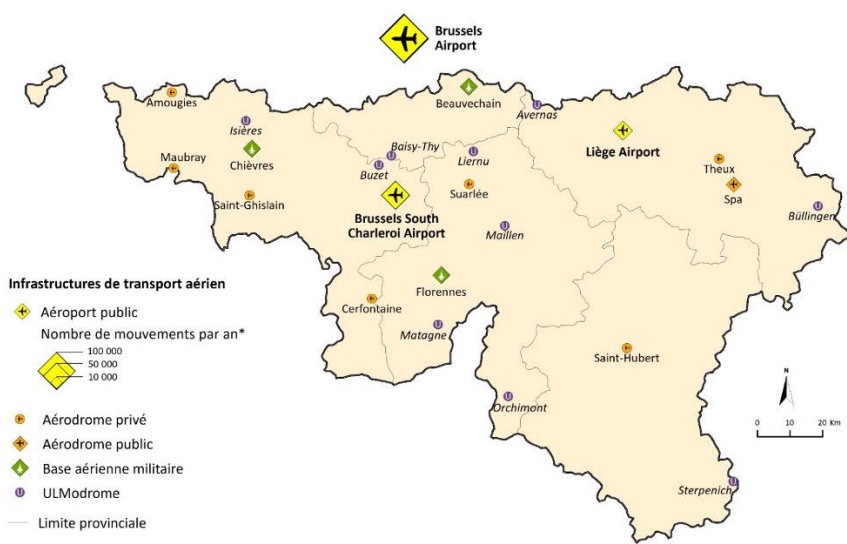 Brussels
Airport
Amougies
Beauvechain
Avernas
Isières
Liège Airport
Baisy-Thy
Liernu
Chièvres
Maubray
Buzet
Theux
Suarlée
Saint-Ghislain
Spa
Brussels South
Charleroi Airport
Büllingen
Maillen
Florennes
Cerfontaine
Matagne
Saint-Hubert
Orchimont
Sterpenich
Infrastructures de transport aérien
Aéroport public
Nombre de mouvements par an*
100 000
50 000
10 000
Aérodrome privé
Aérodrome public
Base aérienne militaire
U ULModrome
Limite provinciale
N
0 10 20 Km